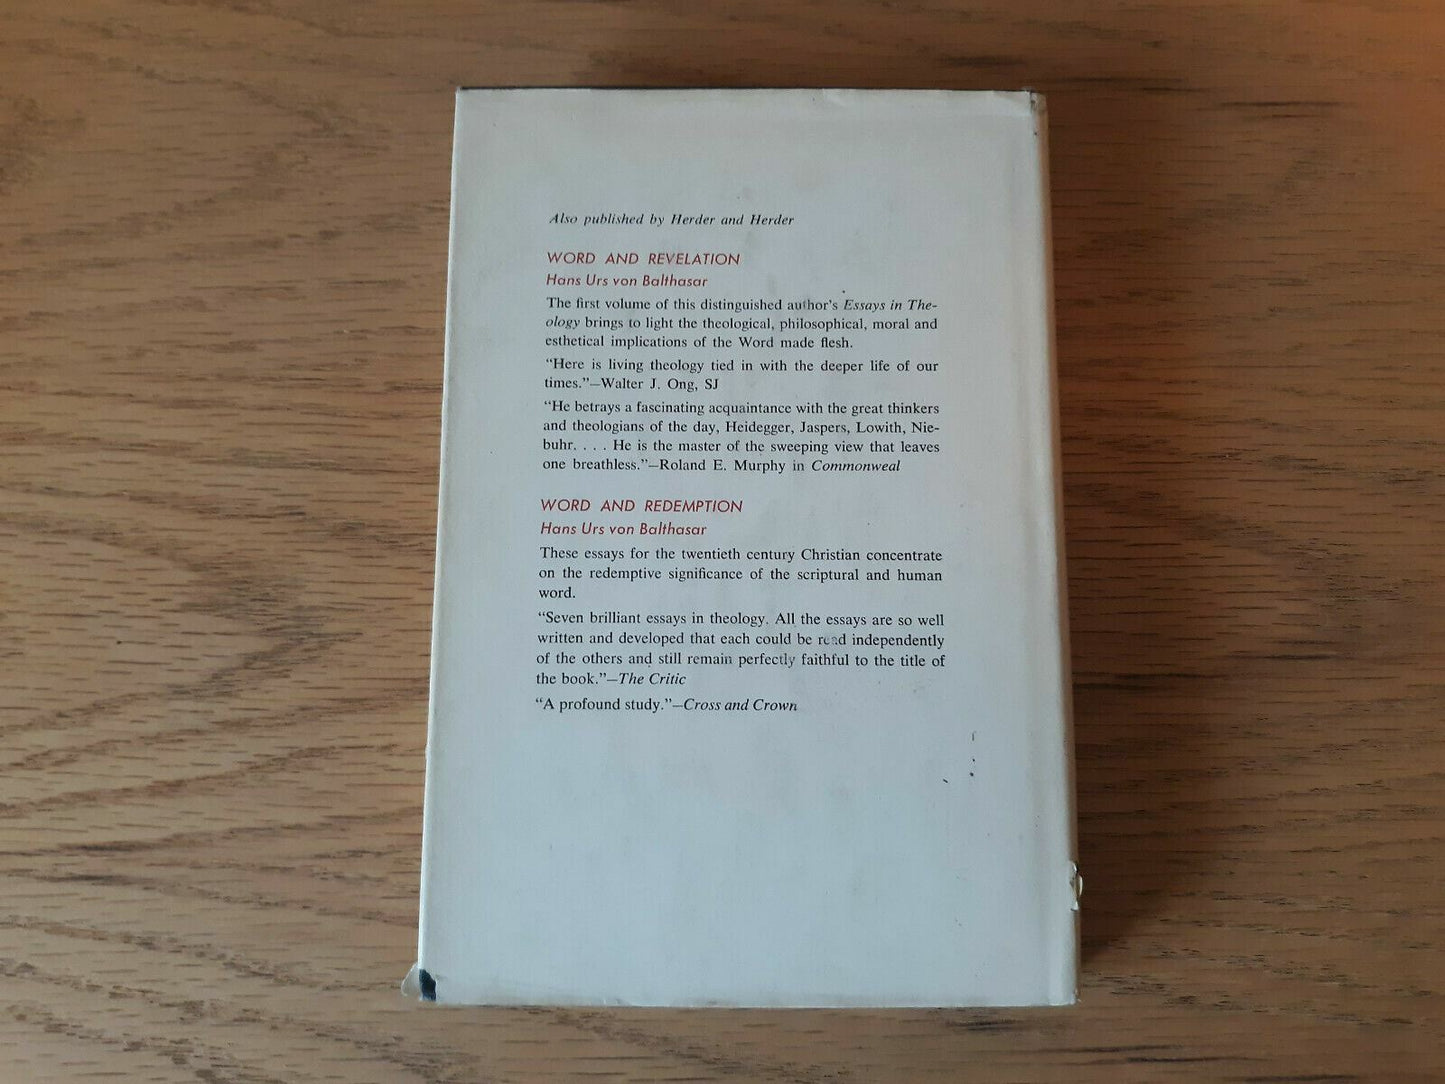 Also published by Herder and Herder
WORD AND REVELATION
Hans Urs von Balthasar
The first volume of this distinguished author's Essays in The-
ology brings to light the theological, philosophical, moral and
esthetical implications of the Word made flesh.
“Here is living theology tied in with the deeper life of our
times.”—Walter J. Ong, SJ
“He betrays a fascinating acquaintance with the great thinkers
and theologians of the day, Heidegger, Jaspers, Lowith, Nie-
buhr. . . . He is the master of the sweeping view that leaves
one breathless.”—Roland E. Murphy in Commonweal
WORD AND REDEMPTION
Hans Urs von Balthasar
These essays for the twentieth century Christian concentrate
on the redemptive significance of the scriptural and human
word.
“Seven brilliant essays in theology. All the essays are so well
written and developed that each could be read independently
of the others and still remain perfectly faithful to the title of
the book.”—The Critic
“A profound study.”—Cross and Crown